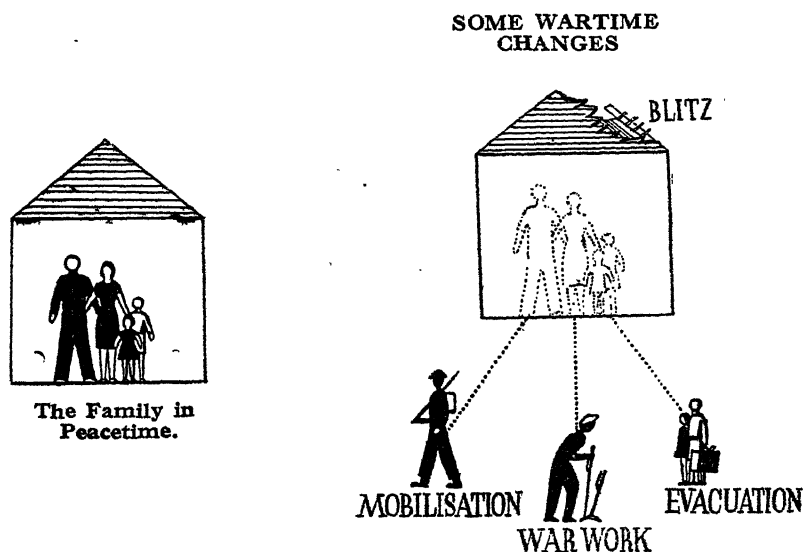 SOME WARTIME
CHANGES
BLITZ
The Family in
Peacetime.
MOBILISATION
WAR WORK
EVACUATION